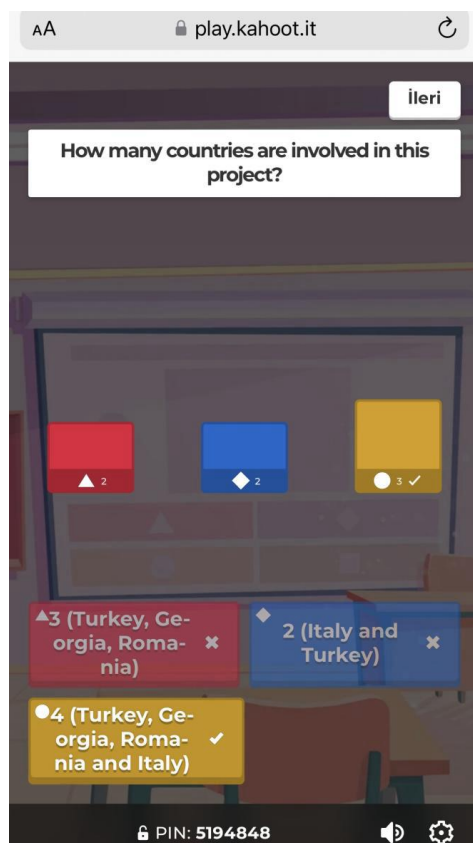 AA play.kahoot.it
İleri
How many countries are involved in this
project?
2
2
3
3 (Turkey, Ge-
orgia, Roma-
nia)
2 (Italy and
Turkey)
4 (Turkey, Ge-
orgia, Roma-
nia and Italy)
PIN: 5194848